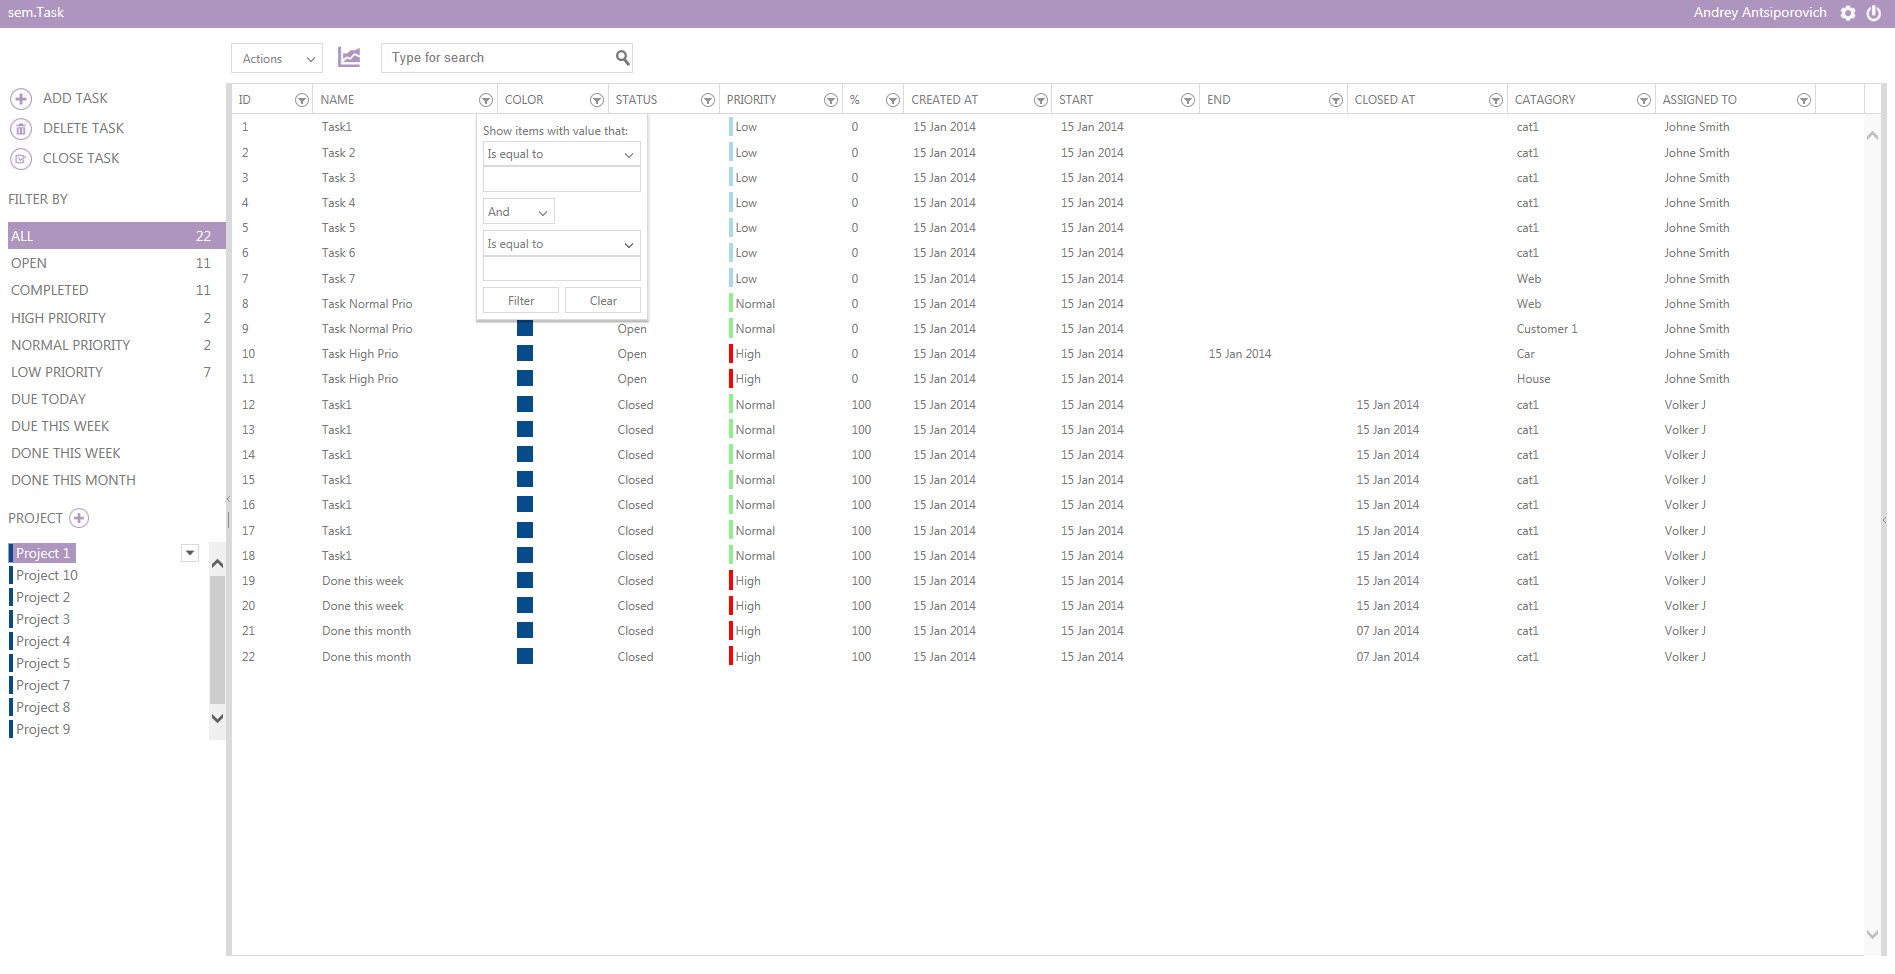 sem.Task
Andrey Antsiporovich
Actions
Type for search
ADD TASK
DELETE TASK
CLOSE TASK
FILTER BY
ALL 22
OPEN 11
COMPLETED 11
HIGH PRIORITY 2
NORMAL PRIORITY 2
LOW PRIORITY 7
DUE TODAY
DUE THIS WEEK
DONE THIS WEEK
DONE THIS MONTH
PROJECT
Project 1
Project 10
Project 2
Project 3
Project 4
Project 5
Project 7
Project 8
Project 9
ID NAME COLOR STATUS PRIORITY % CREATED AT START END CLOSED AT CATAGORY ASSIGNED TO
1 Task1 Low 0 15 Jan 2014 15 Jan 2014 cat1 Johne Smith
2 Task 2 Low 0 15 Jan 2014 15 Jan 2014 cat1 Johne Smith
3 Task 3 Low 0 15 Jan 2014 15 Jan 2014 cat1 Johne Smith
4 Task 4 Low 0 15 Jan 2014 15 Jan 2014 cat1 Johne Smith
5 Task 5 Low 0 15 Jan 2014 15 Jan 2014 cat1 Johne Smith
6 Task 6 Low 0 15 Jan 2014 15 Jan 2014 cat1 Johne Smith
7 Task 7 Low 0 15 Jan 2014 15 Jan 2014 Web Johne Smith
8 Task Normal Prio Normal 0 15 Jan 2014 15 Jan 2014 Web Johne Smith
9 Task Normal Prio Open Normal 0 15 Jan 2014 15 Jan 2014 Customer 1 Johne Smith
10 Task High Prio Open High 0 15 Jan 2014 15 Jan 2014 15 Jan 2014 Car Johne Smith
11 Task High Prio Open High 0 15 Jan 2014 15 Jan 2014 House Johne Smith
12 Task1 Closed Normal 100 15 Jan 2014 15 Jan 2014 15 Jan 2014 cat1 Volker J
13 Task1 Closed Normal 100 15 Jan 2014 15 Jan 2014 15 Jan 2014 cat1 Volker J
14 Task1 Closed Normal 100 15 Jan 2014 15 Jan 2014 15 Jan 2014 cat1 Volker J
15 Task1 Closed Normal 100 15 Jan 2014 15 Jan 2014 15 Jan 2014 cat1 Volker J
16 Task1 Closed Normal 100 15 Jan 2014 15 Jan 2014 15 Jan 2014 cat1 Volker J
17 Task1 Closed Normal 100 15 Jan 2014 15 Jan 2014 15 Jan 2014 cat1 Volker J
18 Task1 Closed Normal 100 15 Jan 2014 15 Jan 2014 15 Jan 2014 cat1 Volker J
19 Done this week Closed High 100 15 Jan 2014 15 Jan 2014 15 Jan 2014 cat1 Volker J
20 Done this week Closed High 100 15 Jan 2014 15 Jan 2014 15 Jan 2014 cat1 Volker J
21 Done this month Closed High 100 15 Jan 2014 15 Jan 2014 07 Jan 2014 cat1 Volker J
22 Done this month Closed High 100 15 Jan 2014 15 Jan 2014 07 Jan 2014 cat1 Volker J
Show items with value that:
Is equal to
And
Is equal to
Filter Clear